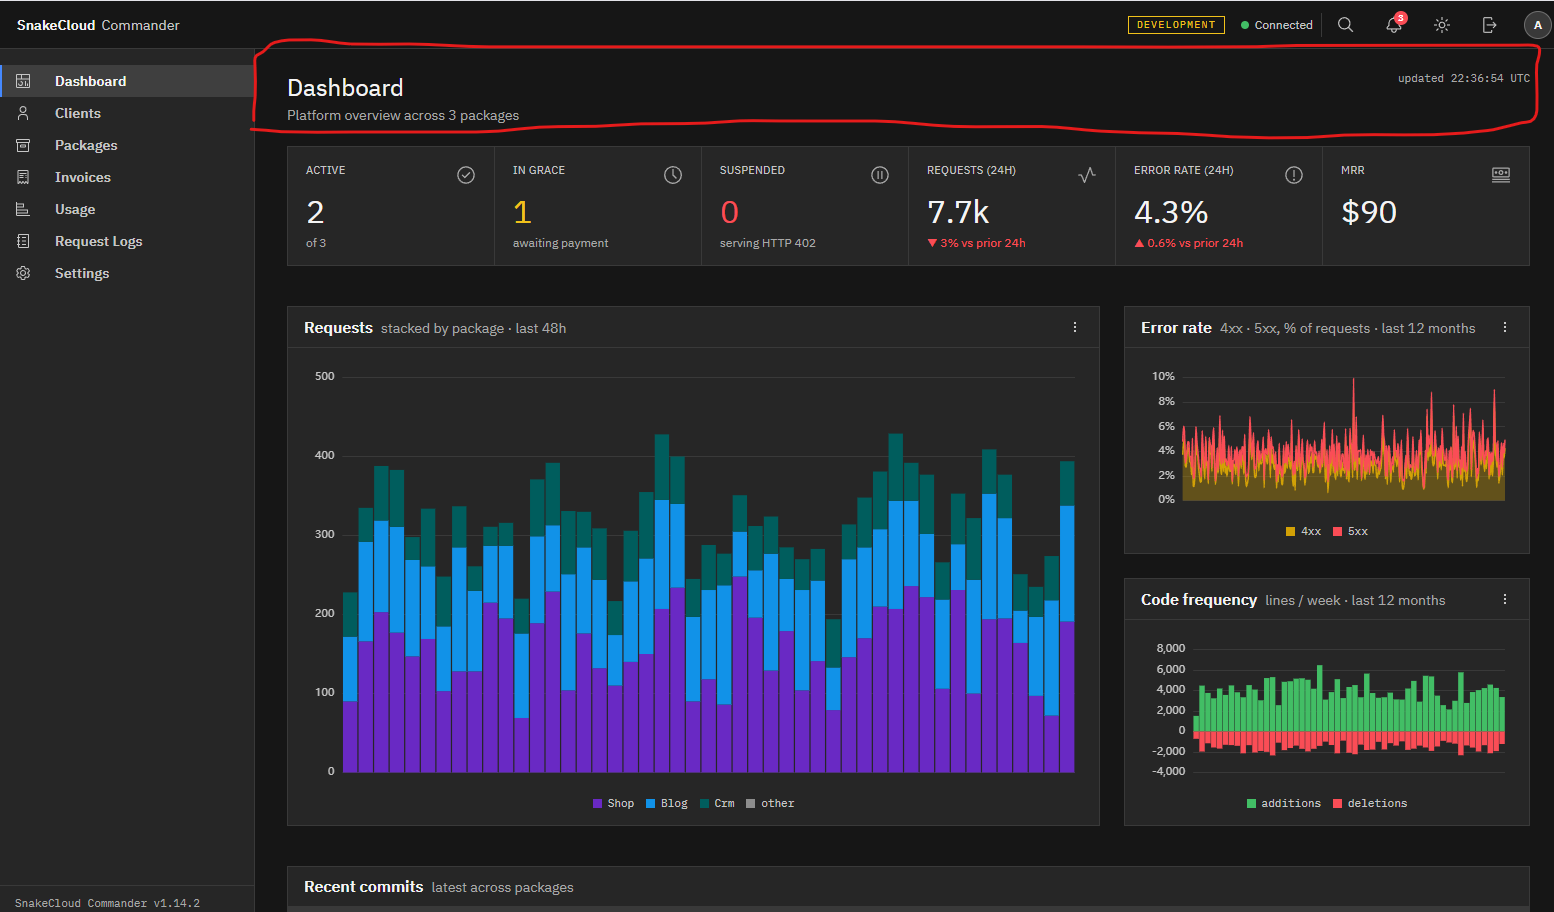 SnakeCloud Commander
DEVELOPMENT
Connected
3
A
Dashboard
Clients
Packages
Invoices
Usage
Request Logs
Settings
SnakeCloud Commander v1.14.2
Dashboard
updated 22:36:54 UTC
Platform overview across 3 packages
ACTIVE
2
of 3
IN GRACE
1
awaiting payment
SUSPENDED
0
serving HTTP 402
REQUESTS (24H)
7.7k
▼ 3% vs prior 24h
ERROR RATE (24H)
4.3%
▲ 0.6% vs prior 24h
MRR
$90
Requests stacked by package · last 48h
500
400
300
200
100
0
Shop Blog Crm other
Error rate 4xx · 5xx, % of requests · last 12 months
10%
8%
6%
4%
2%
0%
4xx 5xx
Code frequency lines / week · last 12 months
8,000
6,000
4,000
2,000
0
-2,000
-4,000
additions deletions
Recent commits latest across packages